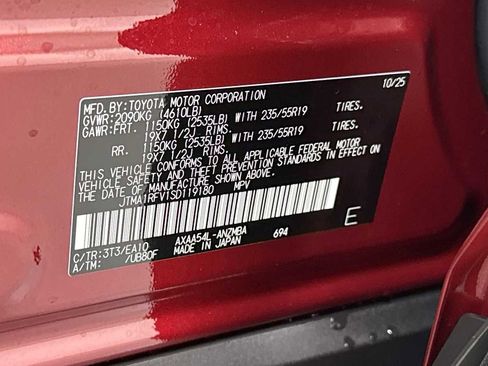 MFD. BY: TOYOTA MOTOR CORPORATION 10/25
GVWR: 2090KG (4610LB)
GAWR: FRT. 1150KG (2535LB) WITH 235/55R19 TIRES.
19X7 1/2J RIMS.
RR. 1150KG (2535LB) WITH 235/55R19 TIRES.
19X7 1/2J RIMS.
THIS VEHICLE CONFORMS TO ALL APPLICABLE FEDERAL MOTOR
VEHICLE SAFETY AND THEFT PREVENTION STANDARDS IN EFFECT ON
THE DATE OF MANUFACTURE SHOWN ABOVE.
JTMA1RFV1SD119180 MPV
E
C/TR: 3T3/EA10 AXAA54L-ANZMBA 694
A/TM: /UB80F MADE IN JAPAN